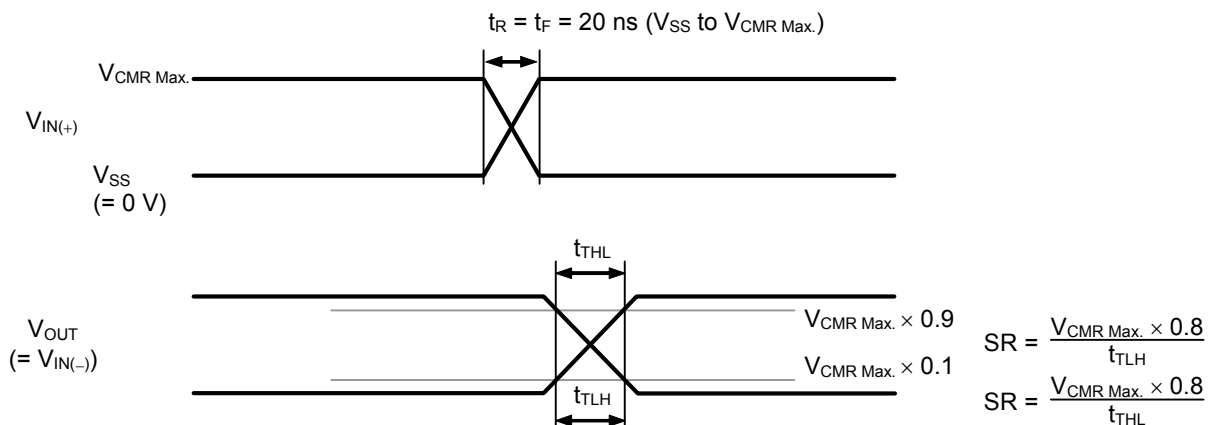 tR = tF = 20 ns (VSS to VCMR Max.)
VCMR Max.
VIN(+)
VSS
(= 0 V)
tTHL
VOUT
(= VIN(−))
VCMR Max. × 0.9
VCMR Max. × 0.1
tTLH
SR = VCMR Max. × 0.8
tTLH
SR = VCMR Max. × 0.8
tTHL